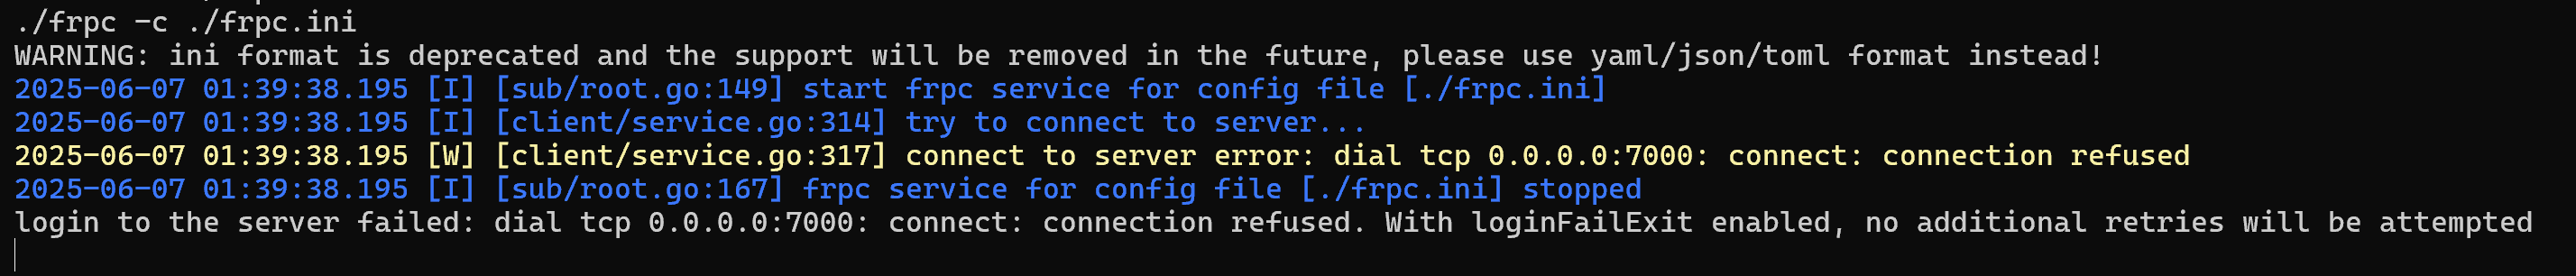 ./frpc -c ./frpc.ini
WARNING: ini format is deprecated and the support will be removed in the future, please use yaml/json/toml format instead!
2025-06-07 01:39:38.195 [I] [sub/root.go:149] start frpc service for config file [./frpc.ini]
2025-06-07 01:39:38.195 [I] [client/service.go:314] try to connect to server...
2025-06-07 01:39:38.195 [W] [client/service.go:317] connect to server error: dial tcp 0.0.0.0:7000: connect: connection refused
2025-06-07 01:39:38.195 [I] [sub/root.go:167] frpc service for config file [./frpc.ini] stopped
login to the server failed: dial tcp 0.0.0.0:7000: connect: connection refused. With loginFailExit enabled, no additional retries will be attempted